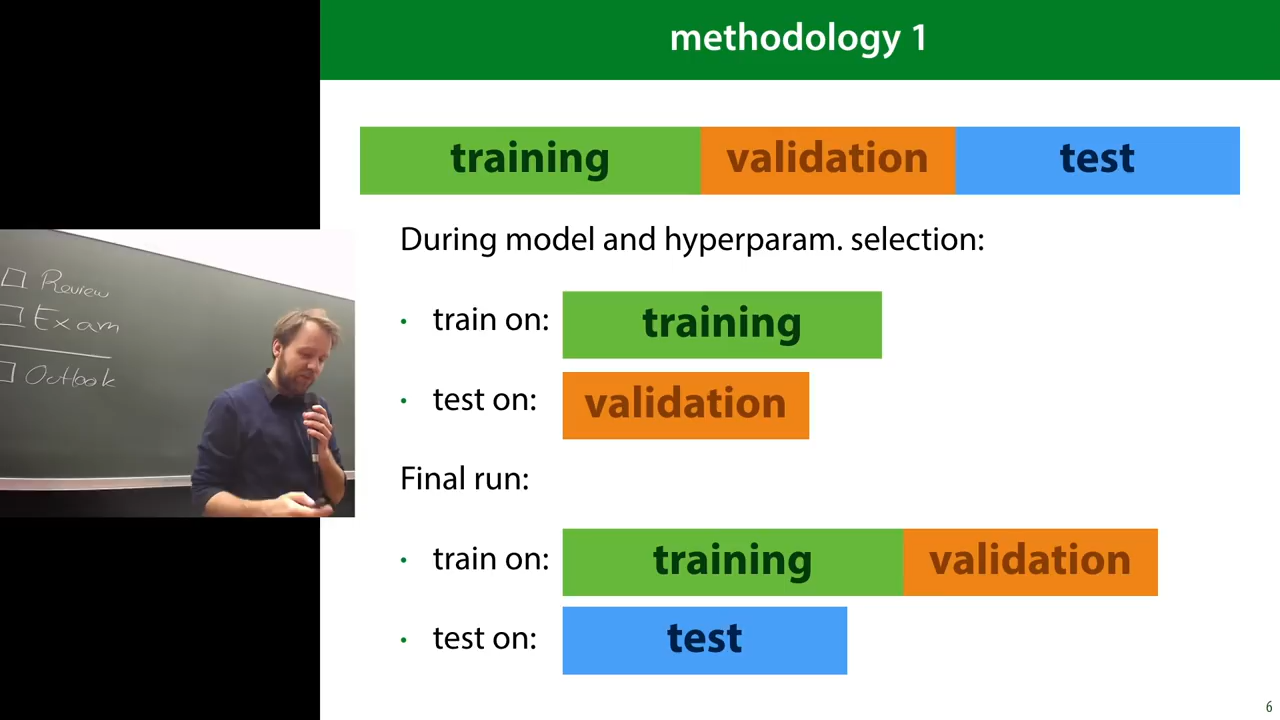 methodology 1
training validation test
During model and hyperparam. selection:
• train on: training
• test on: validation
Final run:
• train on: training validation
• test on: test
6
Review
Exam
Outlook